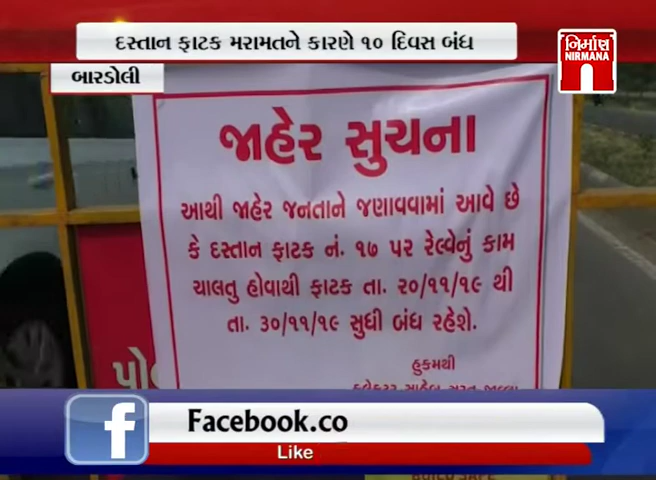 દસ્તાન ફાટક મરામતને કારણે ૧૦ દિવસ બંધ
નિર્માણ
NIRMANA
બારડોલી
જાહેર સુચના
આથી જાહેર જનતાને જણાવવામાં આવે છે
કે દસ્તાન ફાટક નં. ૧૭ પર રેલ્વેનું કામ
ચાલતુ હોવાથી ફાટક તા. ૨૦/૧૧/૧૯ થી
તા. ૩૦/૧૧/૧૯ સુધી બંધ રહેશે.
હુકમથી
Facebook.co
Like